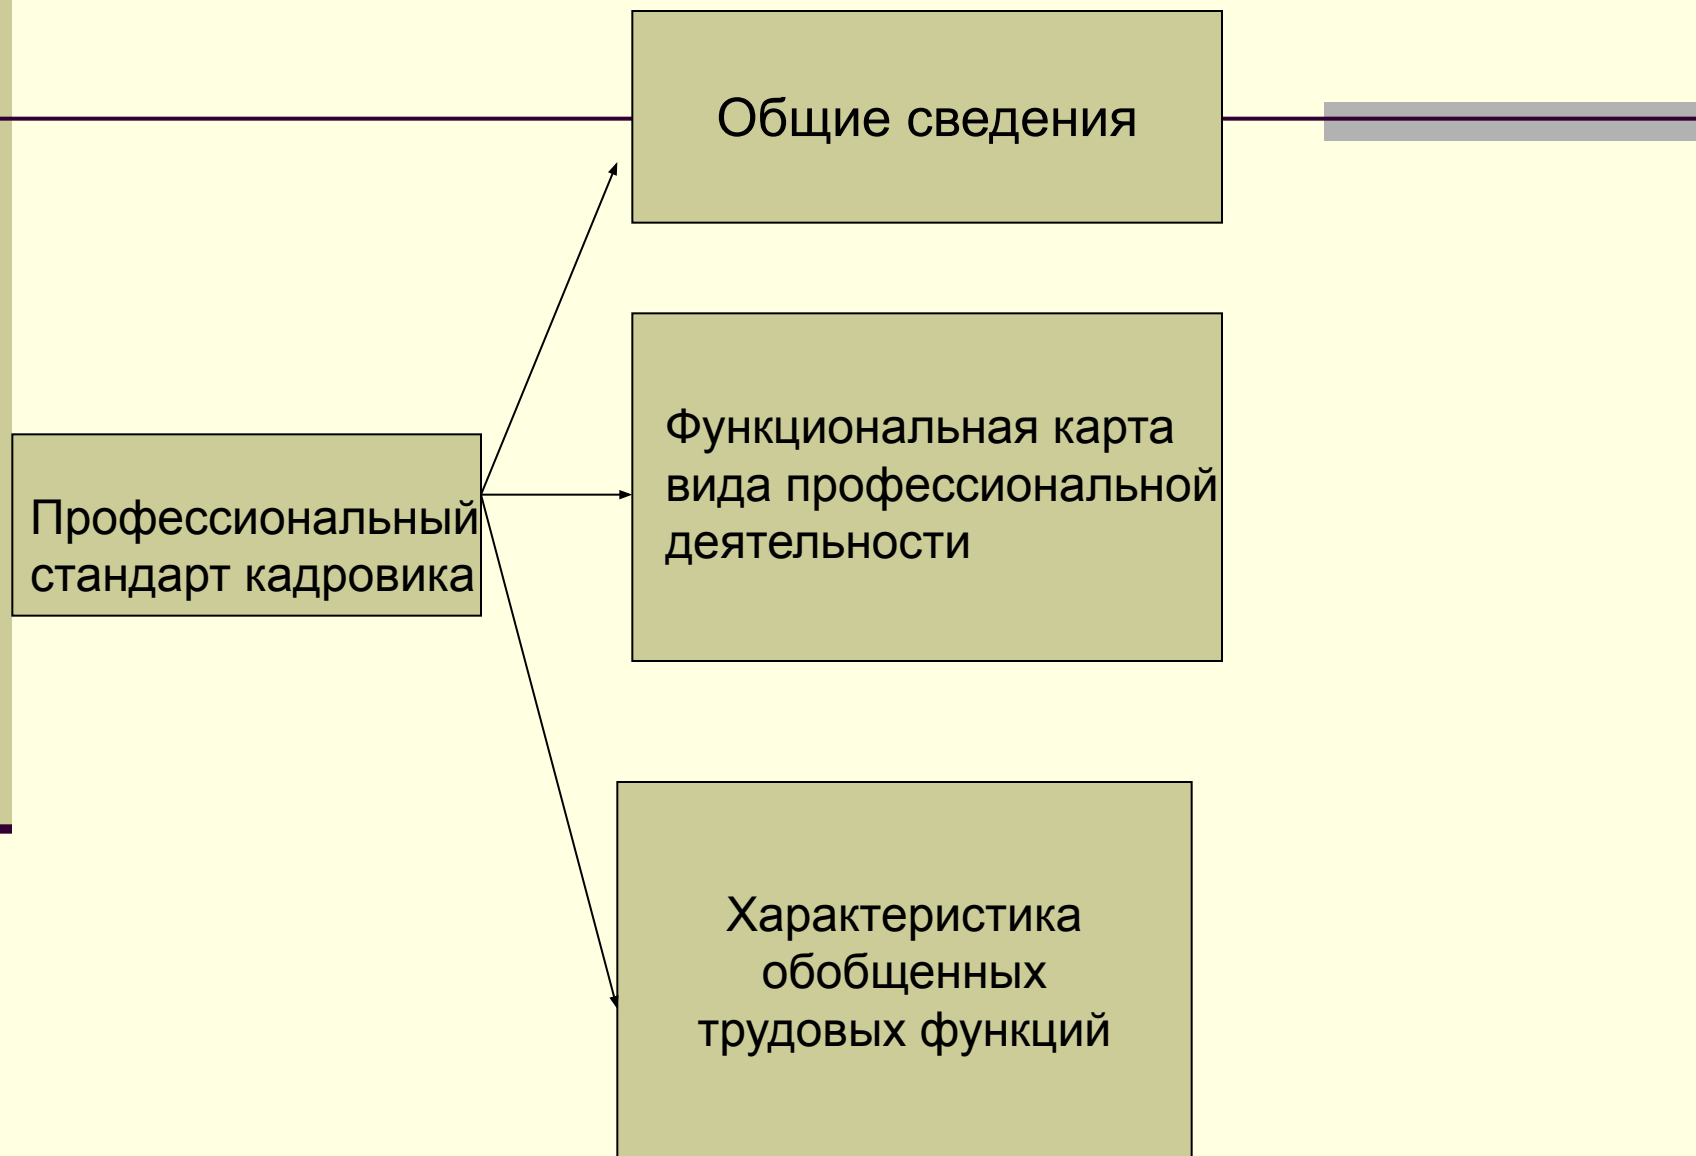 Общие сведения
Функциональная карта
вида профессиональной
деятельности
Профессиональный
стандарт кадровика
Характеристика
обобщенных
трудовых функций